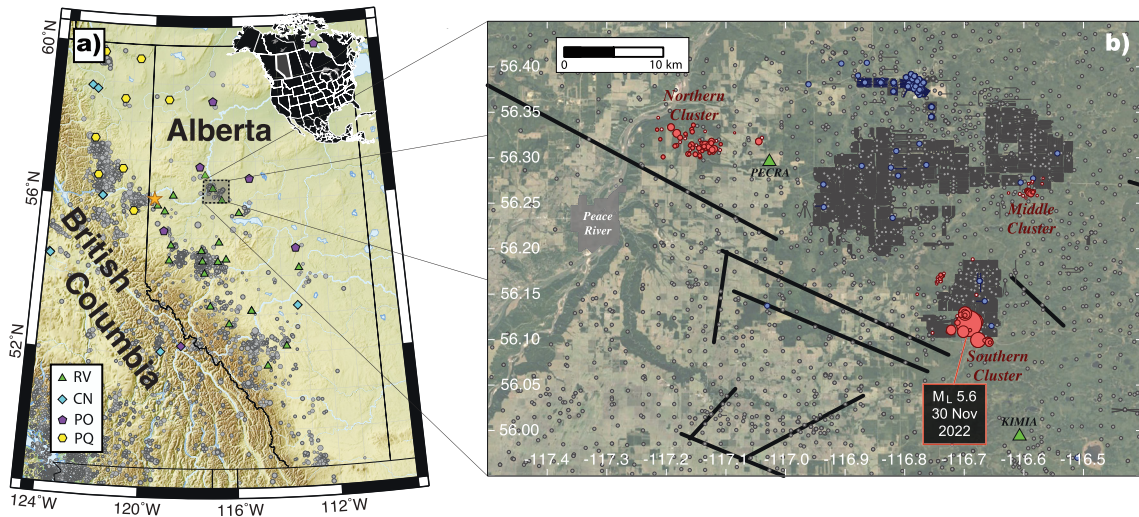 a)
60°N
56°N
52°N
Alberta
British
Columbia
RV
CN
PO
PQ
124°W
120°W
116°W
112°W
b)
0
10 km
56.40
56.35
56.30
56.25
56.20
56.15
56.10
56.05
56.00
Northern
Cluster
PECRA
Peace
River
Middle
Cluster
Southern
Cluster
ML 5.6
30 Nov
2022
KIMIA
-117.4
-117.3
-117.2
-117.1
-117.0
-116.9
-116.8
-116.7
-116.6
-116.5